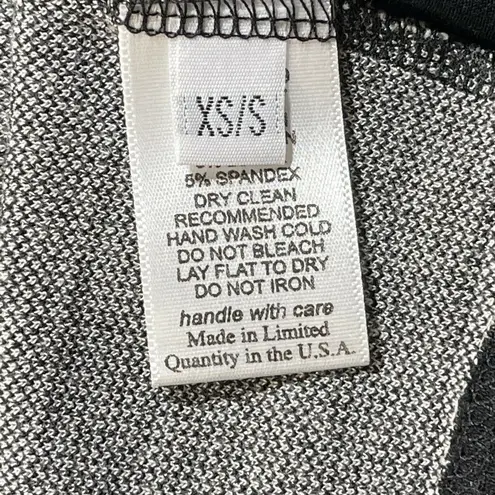 XS/S
5% SPANDEX
DRY CLEAN
RECOMMENDED
HAND WASH COLD
DO NOT BLEACH
LAY FLAT TO DRY
DO NOT IRON
handle with care
Made in Limited
Quantity in the U.S.A.